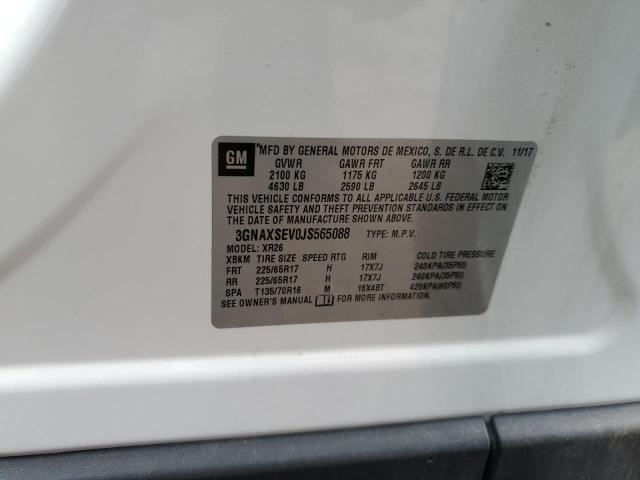 GM MFD BY GENERAL MOTORS DE MEXICO, S. DE R.L. DE C.V. 11/17
GVWR GAWR FRT GAWR RR
2100 KG 1175 KG 1200 KG
4630 LB 2590 LB 2645 LB
THIS VEHICLE CONFORMS TO ALL APPLICABLE U.S. FEDERAL MOTOR
VEHICLE SAFETY AND THEFT PREVENTION STANDARDS IN EFFECT ON THE
DATE OF MANUFACTURE SHOWN ABOVE.
3GNAXSEV0JS565088 TYPE: M.P.V.
MODEL: XR26
XBKM TIRE SIZE SPEED RTG RIM COLD TIRE PRESSURE
FRT 225/65R17 H 17X7J 240KPA(35PSI)
RR 225/65R17 H 17X7J 240KPA(35PSI)
SPA T135/70R16 M 16X4BT 420KPA(60PSI)
SEE OWNER'S MANUAL FOR MORE INFORMATION.